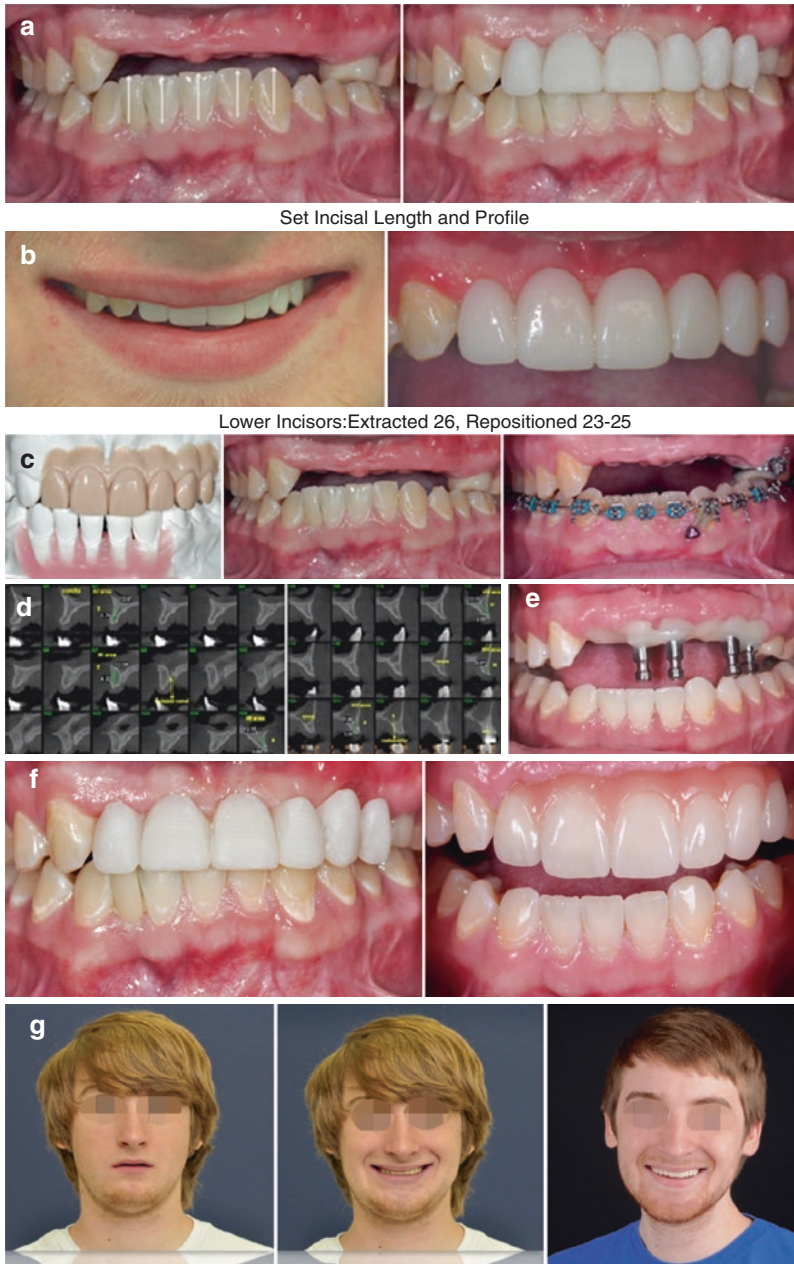 a
Set Incisal Length and Profile
b
Lower Incisors:Extracted 26, Repositioned 23-25
c
d
e
f
g